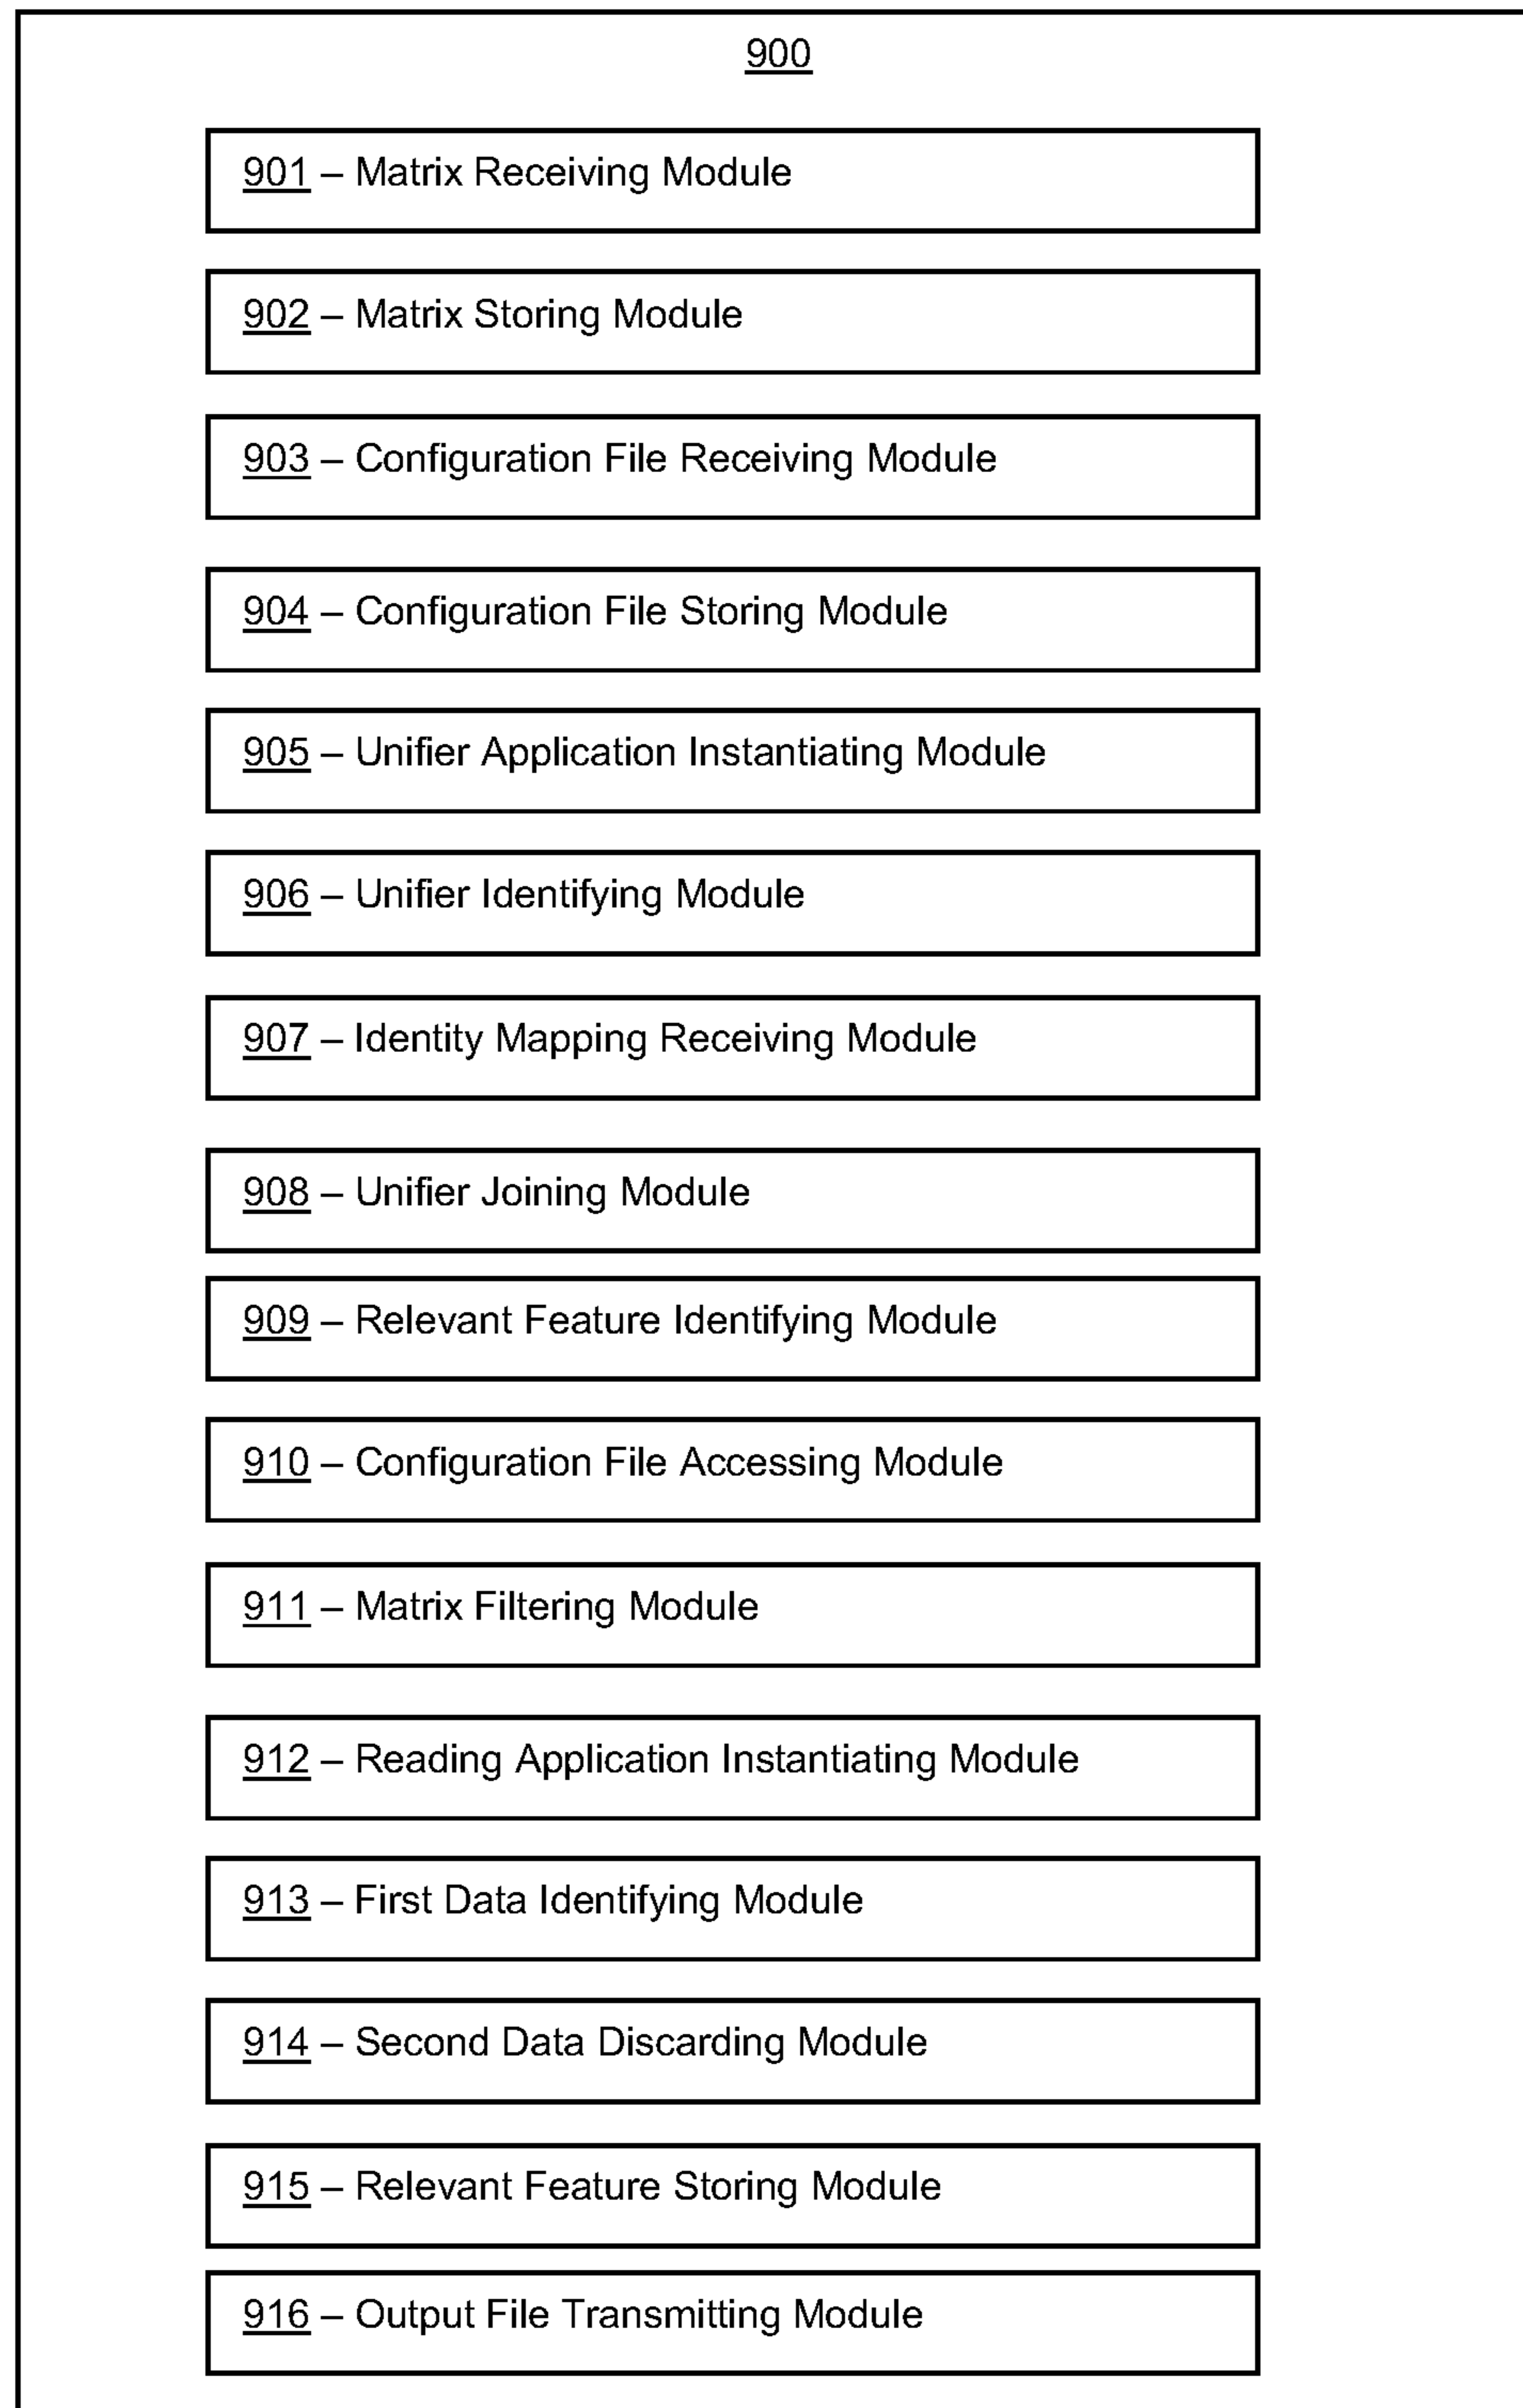 900
901 – Matrix Receiving Module
902 – Matrix Storing Module
903 – Configuration File Receiving Module
904 – Configuration File Storing Module
905 – Unifier Application Instantiating Module
906 – Unifier Identifying Module
907 – Identity Mapping Receiving Module
908 – Unifier Joining Module
909 – Relevant Feature Identifying Module
910 – Configuration File Accessing Module
911 – Matrix Filtering Module
912 – Reading Application Instantiating Module
913 – First Data Identifying Module
914 – Second Data Discarding Module
915 – Relevant Feature Storing Module
916 – Output File Transmitting Module